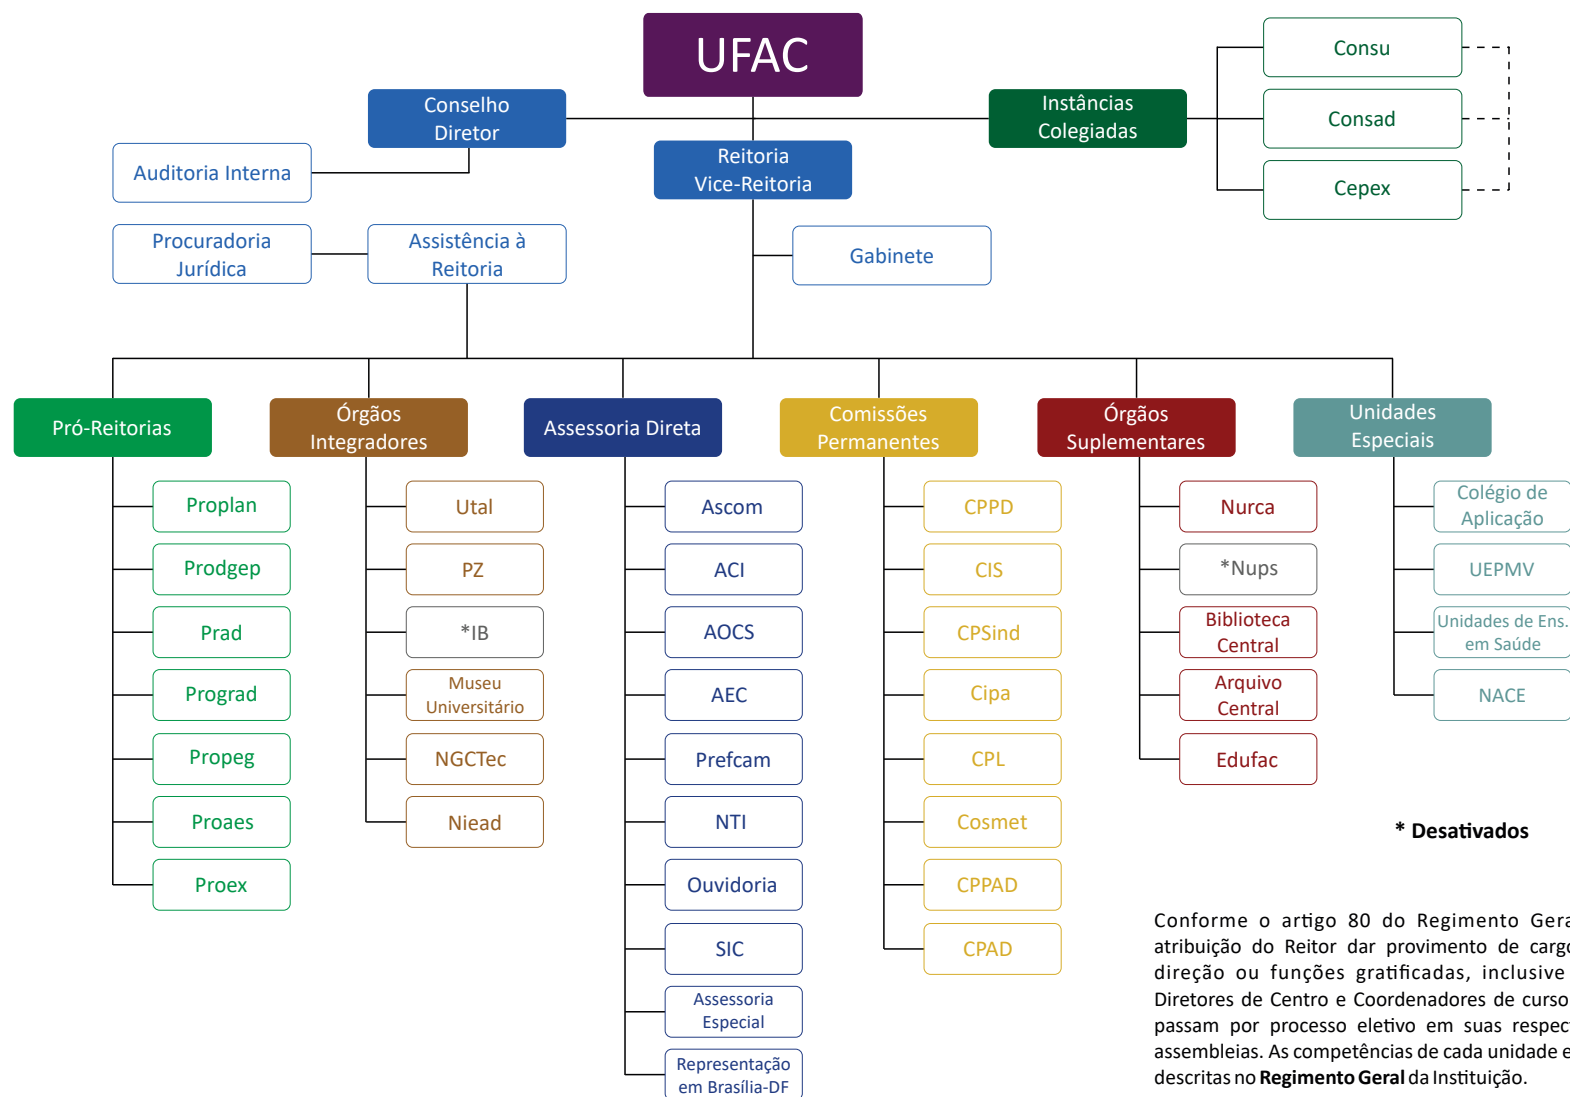 UFAC
Conselho
Diretor
Instâncias
Colegiadas
Consu
Consad
Cepex
Auditoria Interna
Reitoria
Vice-Reitoria
Procuradoria
Jurídica
Assistência à
Reitoria
Gabinete
Pró-Reitorias
Proplan
Prodgep
Prad
Prograd
Propeg
Proaes
Proex
Órgãos
Integradores
Utal
PZ
*IB
Museu
Universitário
NGCTec
Niead
Assessoria Direta
Ascom
ACI
AOCS
AEC
Prefcam
NTI
Ouvidoria
SIC
Assessoria
Especial
Representação
em Brasília-DF
Comissões
Permanentes
CPPD
CIS
CPSind
Cipa
CPL
Cosmet
CPPAD
CPAD
Órgãos
Suplementares
Nurca
*Nups
Biblioteca
Central
Arquivo
Central
Edufac
Unidades
Especiais
Colégio de
Aplicação
UEPMV
Unidades de Ens.
em Saúde
NACE
* Desativados
Conforme o artigo 80 do Regimento
atribuição do Reitor dar provimento de
direção ou funções gratificadas, inclusive
Diretores de Centro e Coordenadores de
passam por processo eletivo em suas
assembleias. As competências de cada unidade
descritas no Regimento Geral da Instituição.